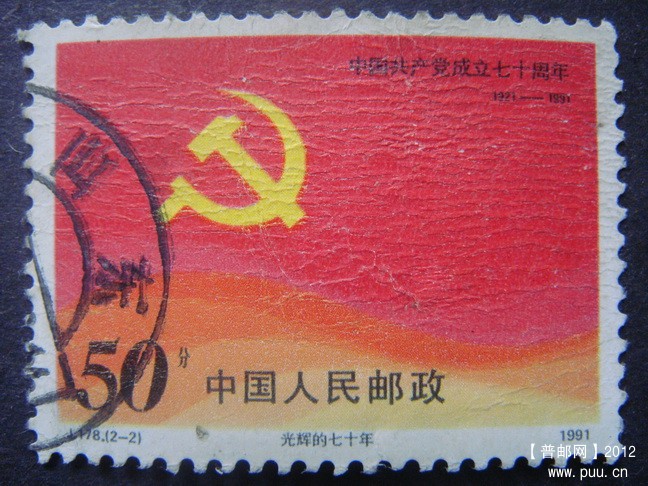 中国共产党成立七十周年
1921—1991
50分
中国人民邮政
J.178.(2-2)
光辉的七十年
1991
【普邮网】2012
www.puu.cn